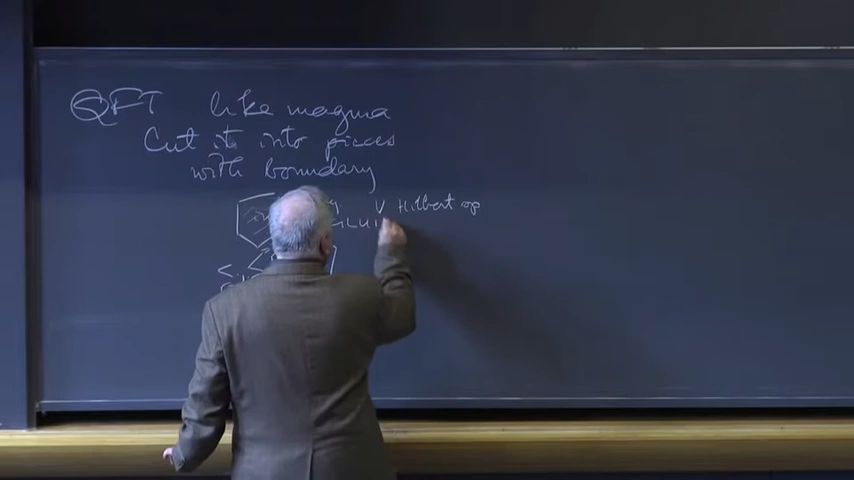 QFT like magma
Cut it into pieces
with boundary
V Hilbert sp